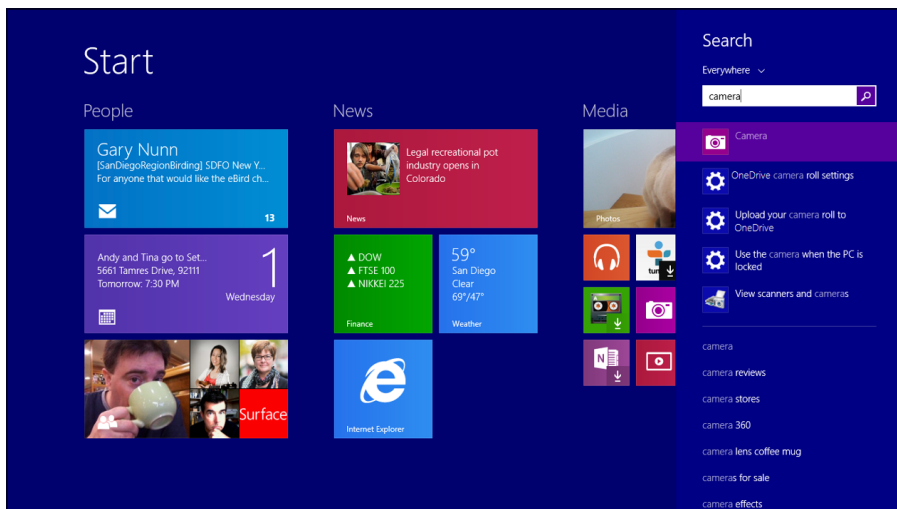 Start
People
Gary Nunn
[SanDiegoRegionBirding] SDFO New Y...
For anyone that would like the eBird ch...
13
Andy and Tina go to Set...
5661 Tamres Drive, 92111
Tomorrow: 7:30 PM
1
Wednesday
Surface
News
Legal recreational pot
industry opens in
Colorado
News
▲ DOW
▲ FTSE 100
▲ NIKKEI 225
Finance
59°
San Diego
Clear
69°/47°
Weather
Internet Explorer
Media
Photos
N
Search
Everywhere
camera
Camera
OneDrive camera roll settings
Upload your camera roll to
OneDrive
Use the camera when the PC is
locked
View scanners and cameras
camera
camera reviews
camera stores
camera 360
camera lens coffee mug
cameras for sale
camera effects